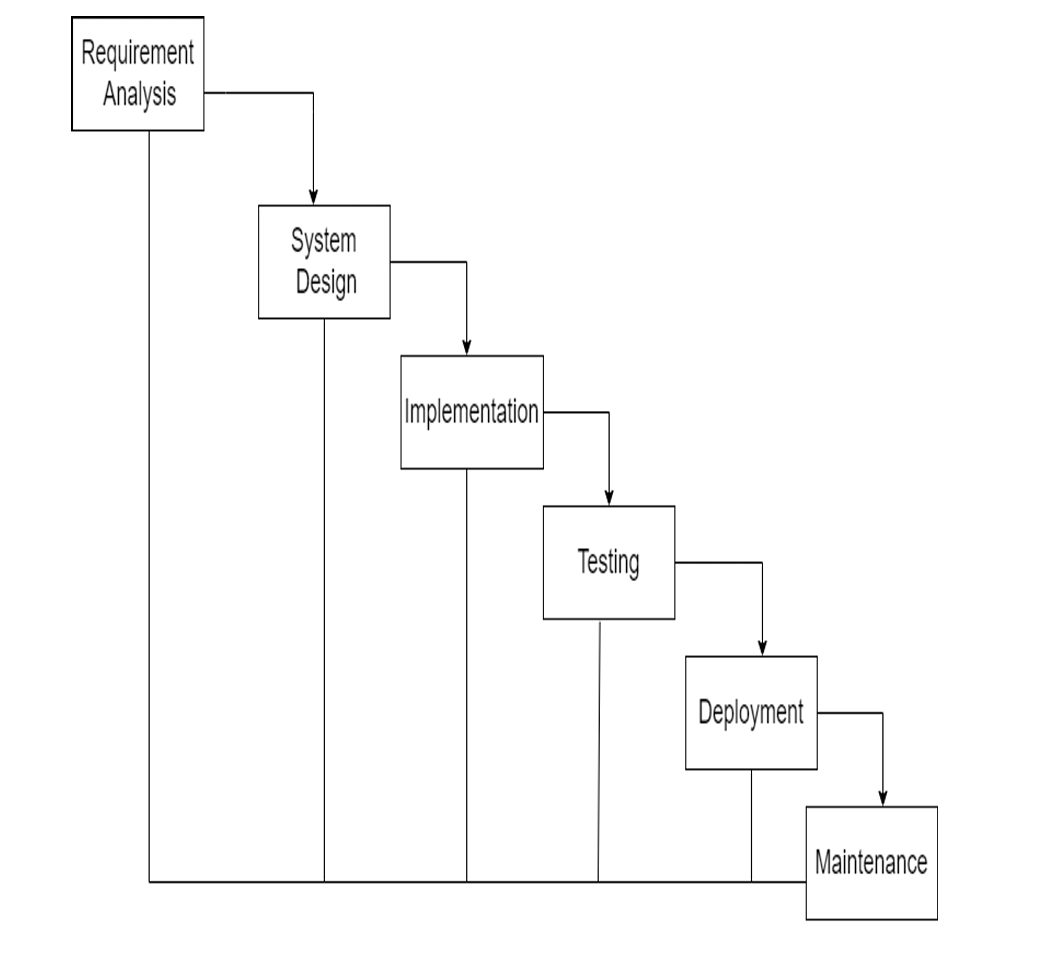 Requirement
Analysis
System
Design
Implementation
Testing
Deployment
Maintenance